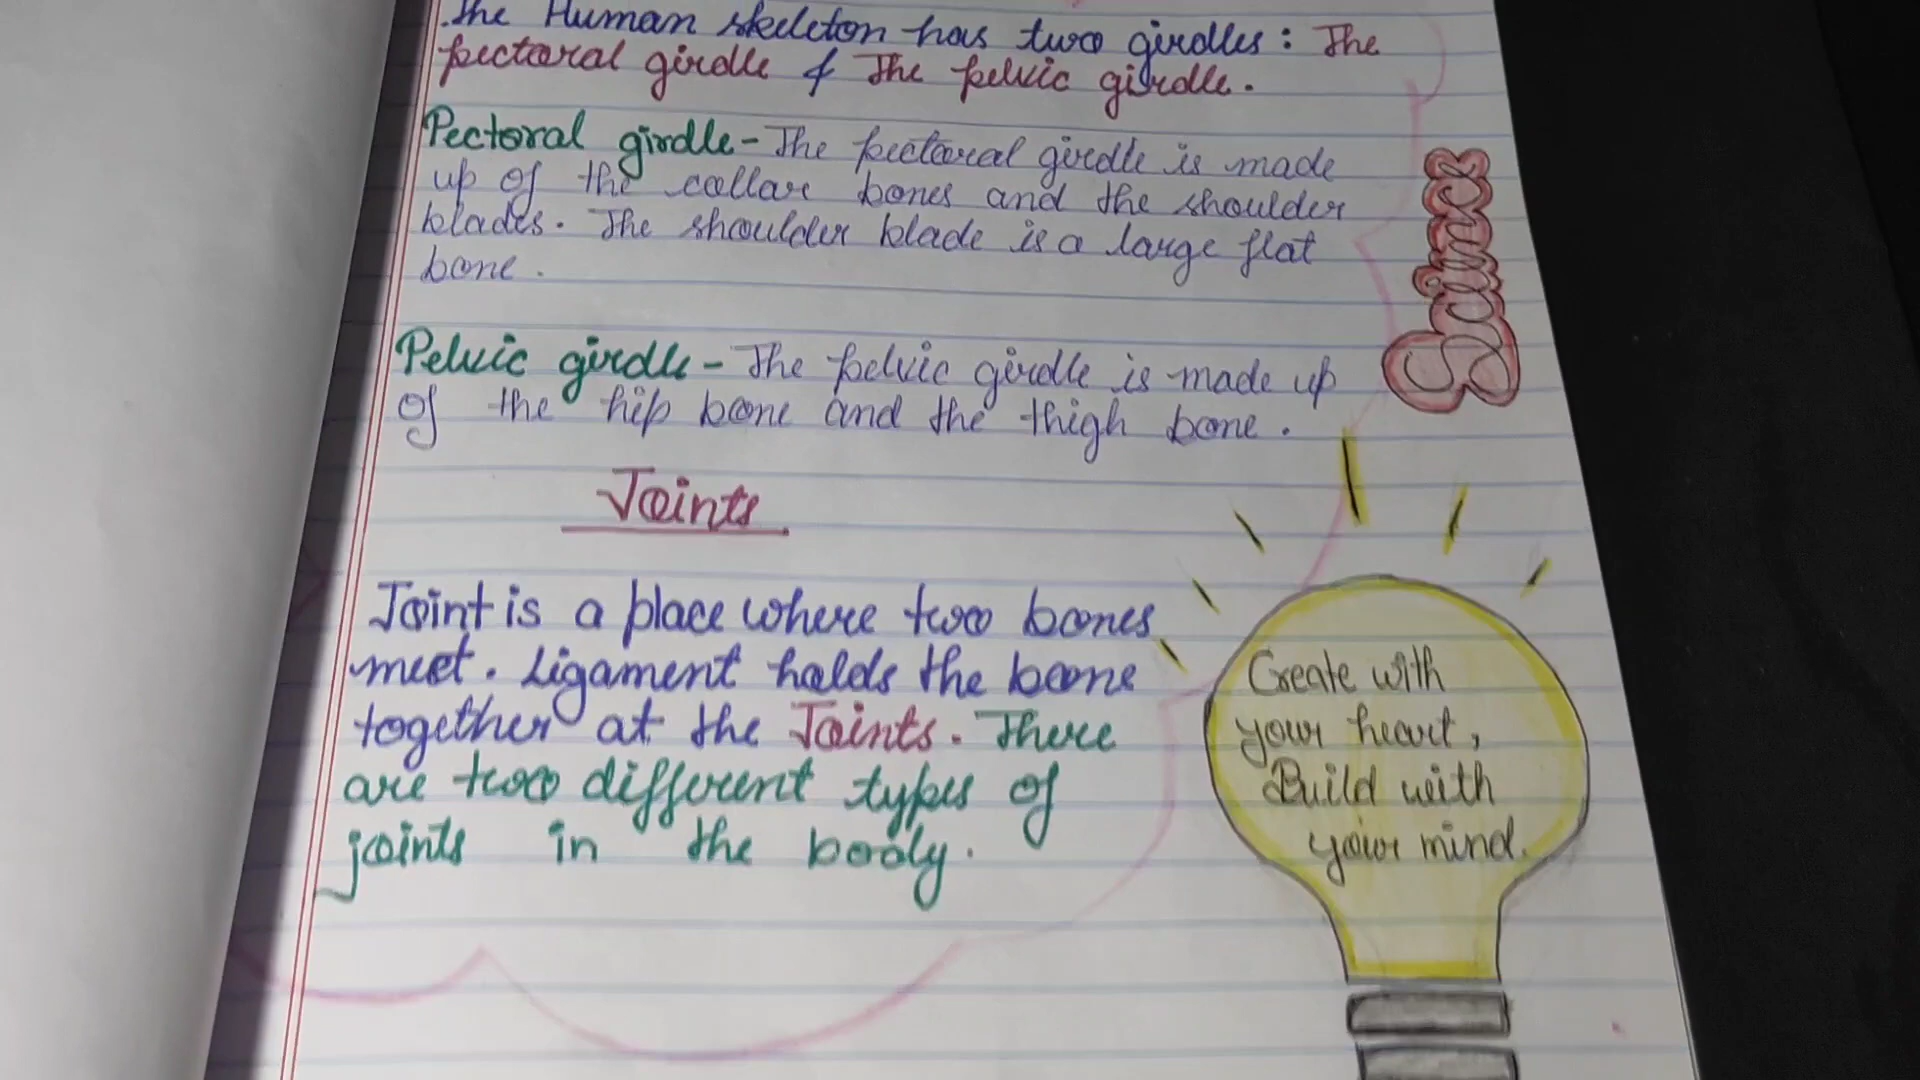 The Human skeleton has two girdles: The
pectoral girdle & The pelvic girdle.
Pectoral girdle - The pectoral girdle is made
up of the collar bones and the shoulder
blades. The shoulder blade is a large flat
bone.
Pelvic girdle - The pelvic girdle is made up
of the hip bone and the thigh bone.
Joints
Joint is a place where two bones
meet. Ligament holds the bone
together at the Joints. There
are two different types of
joints in the body.
Science
Create with
your heart,
Build with
your mind.